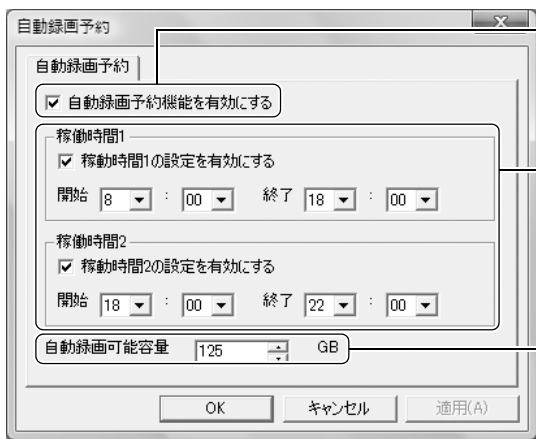 自動録画予約
自動録画予約
自動録画予約機能を有効にする
稼働時間1
稼動時間1の設定を有効にする
開始 8 : 00 終了 18 : 00
稼働時間2
稼動時間2の設定を有効にする
開始 18 : 00 終了 22 : 00
自動録画可能容量 125 GB
OK キャンセル 適用(A)